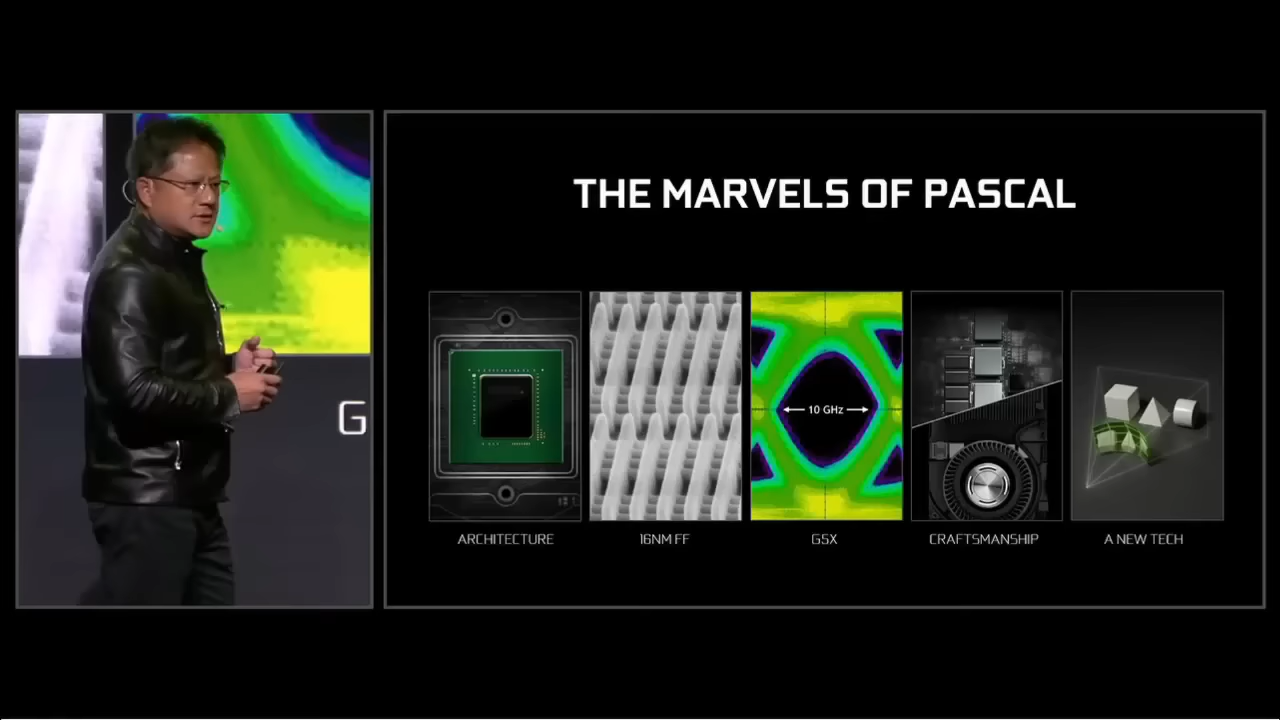 THE MARVELS OF PASCAL
10 GHz
ARCHITECTURE
16NM FF
G5X
CRAFTSMANSHIP
A NEW TECH
G